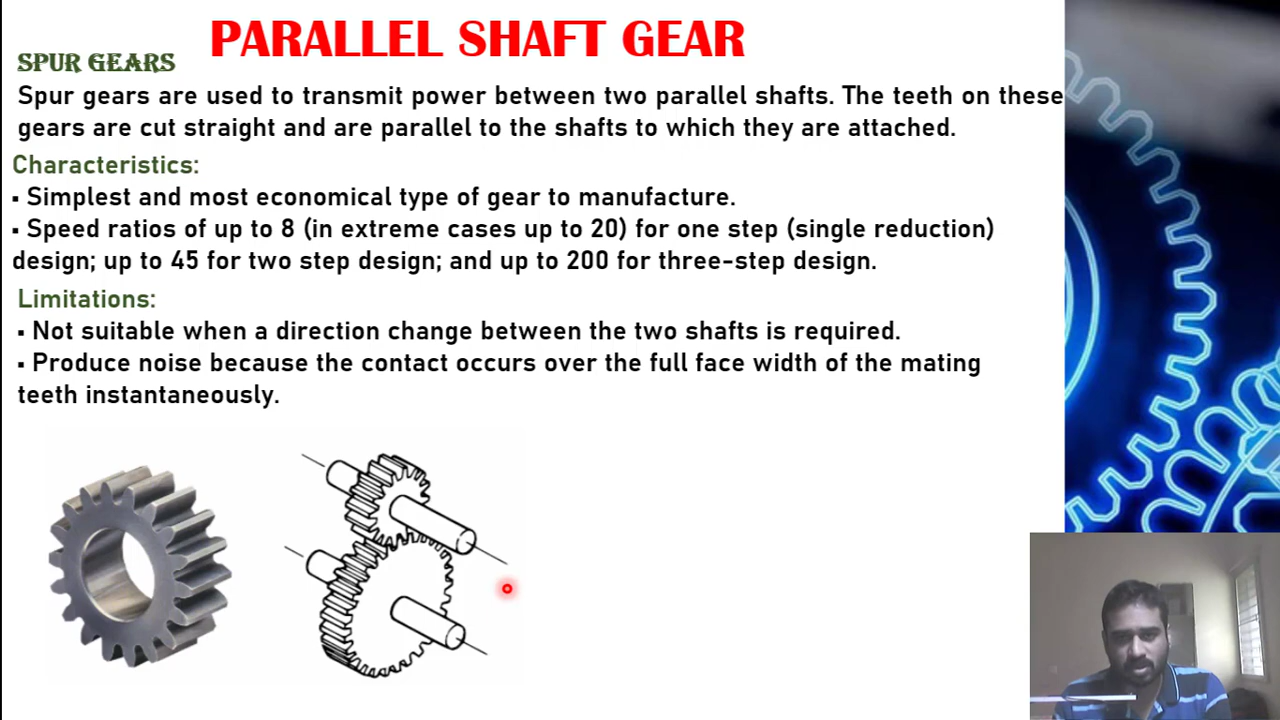 PARALLEL SHAFT GEAR
SPUR GEARS
Spur gears are used to transmit power between two parallel shafts. The teeth on these
gears are cut straight and are parallel to the shafts to which they are attached.
Characteristics:
▪ Simplest and most economical type of gear to manufacture.
▪ Speed ratios of up to 8 (in extreme cases up to 20) for one step (single reduction)
design; up to 45 for two step design; and up to 200 for three-step design.
Limitations:
▪ Not suitable when a direction change between the two shafts is required.
▪ Produce noise because the contact occurs over the full face width of the mating
teeth instantaneously.